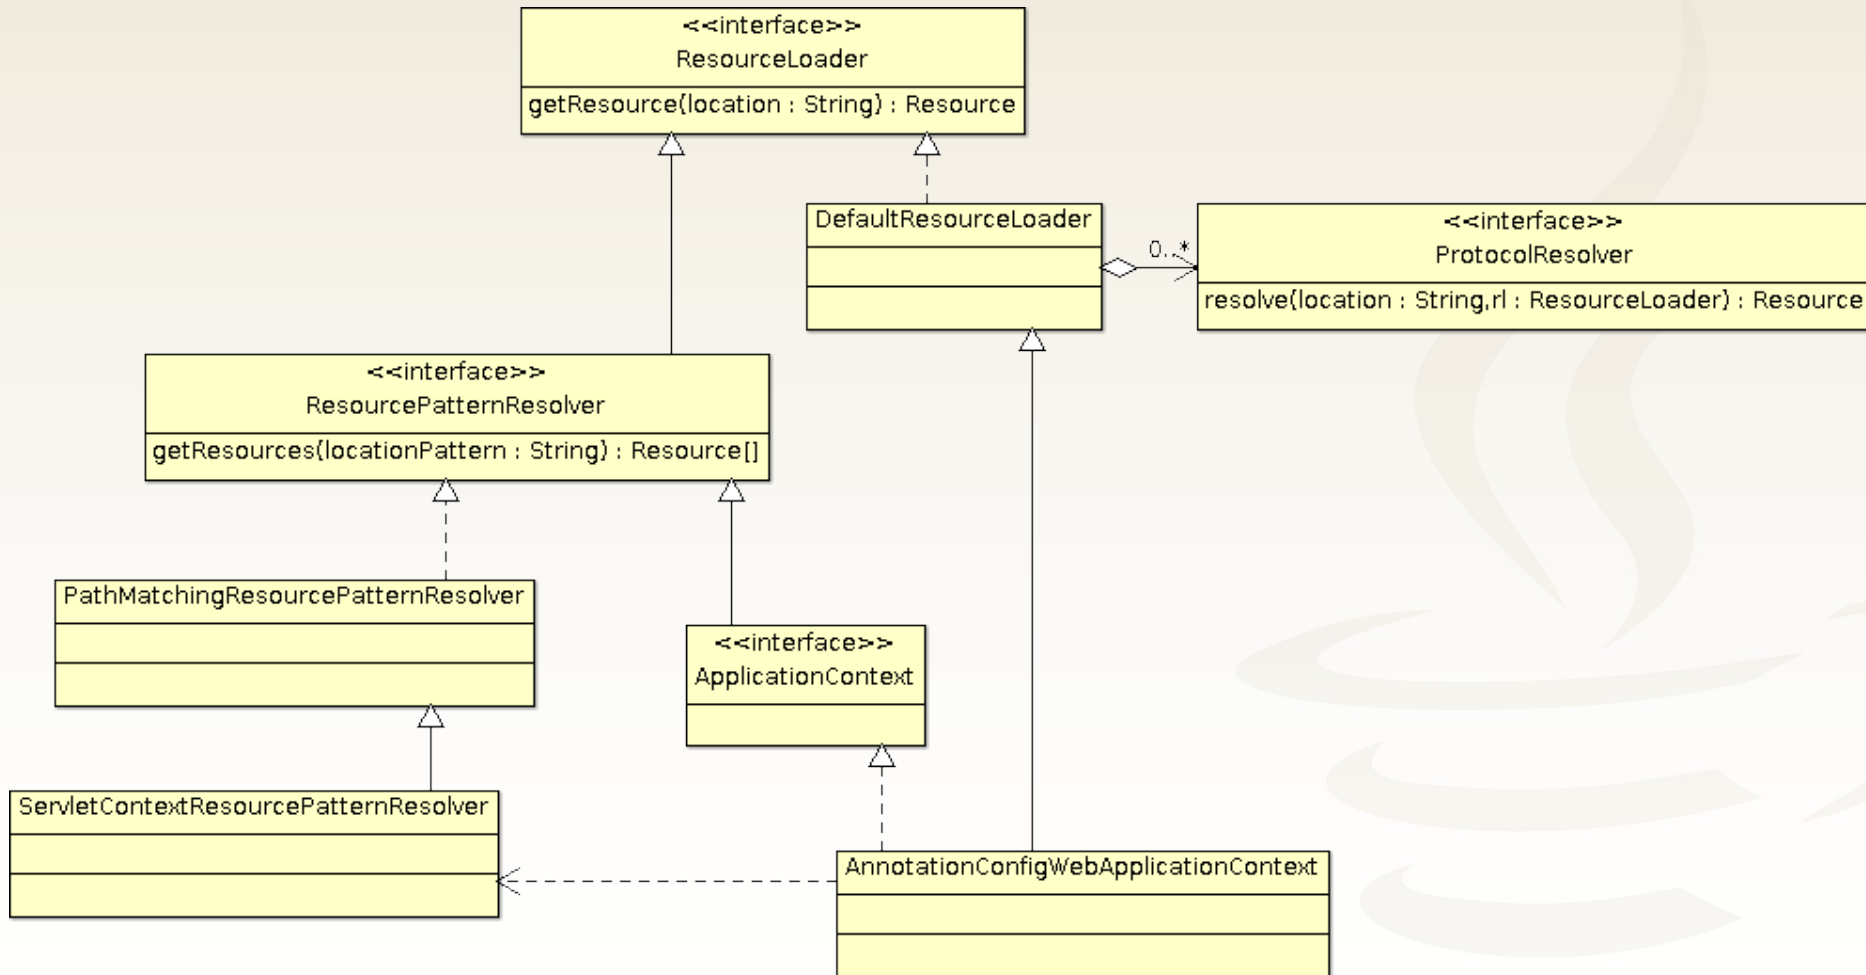 <<interface>>
ResourceLoader
getResource(location : String) : Resource
DefaultResourceLoader
0..*
<<interface>>
ProtocolResolver
resolve(location : String,rl : ResourceLoader) : Resource
<<interface>>
ResourcePatternResolver
getResources(locationPattern : String) : Resource[]
PathMatchingResourcePatternResolver
<<interface>>
ApplicationContext
ServletContextResourcePatternResolver
AnnotationConfigWebApplicationContext